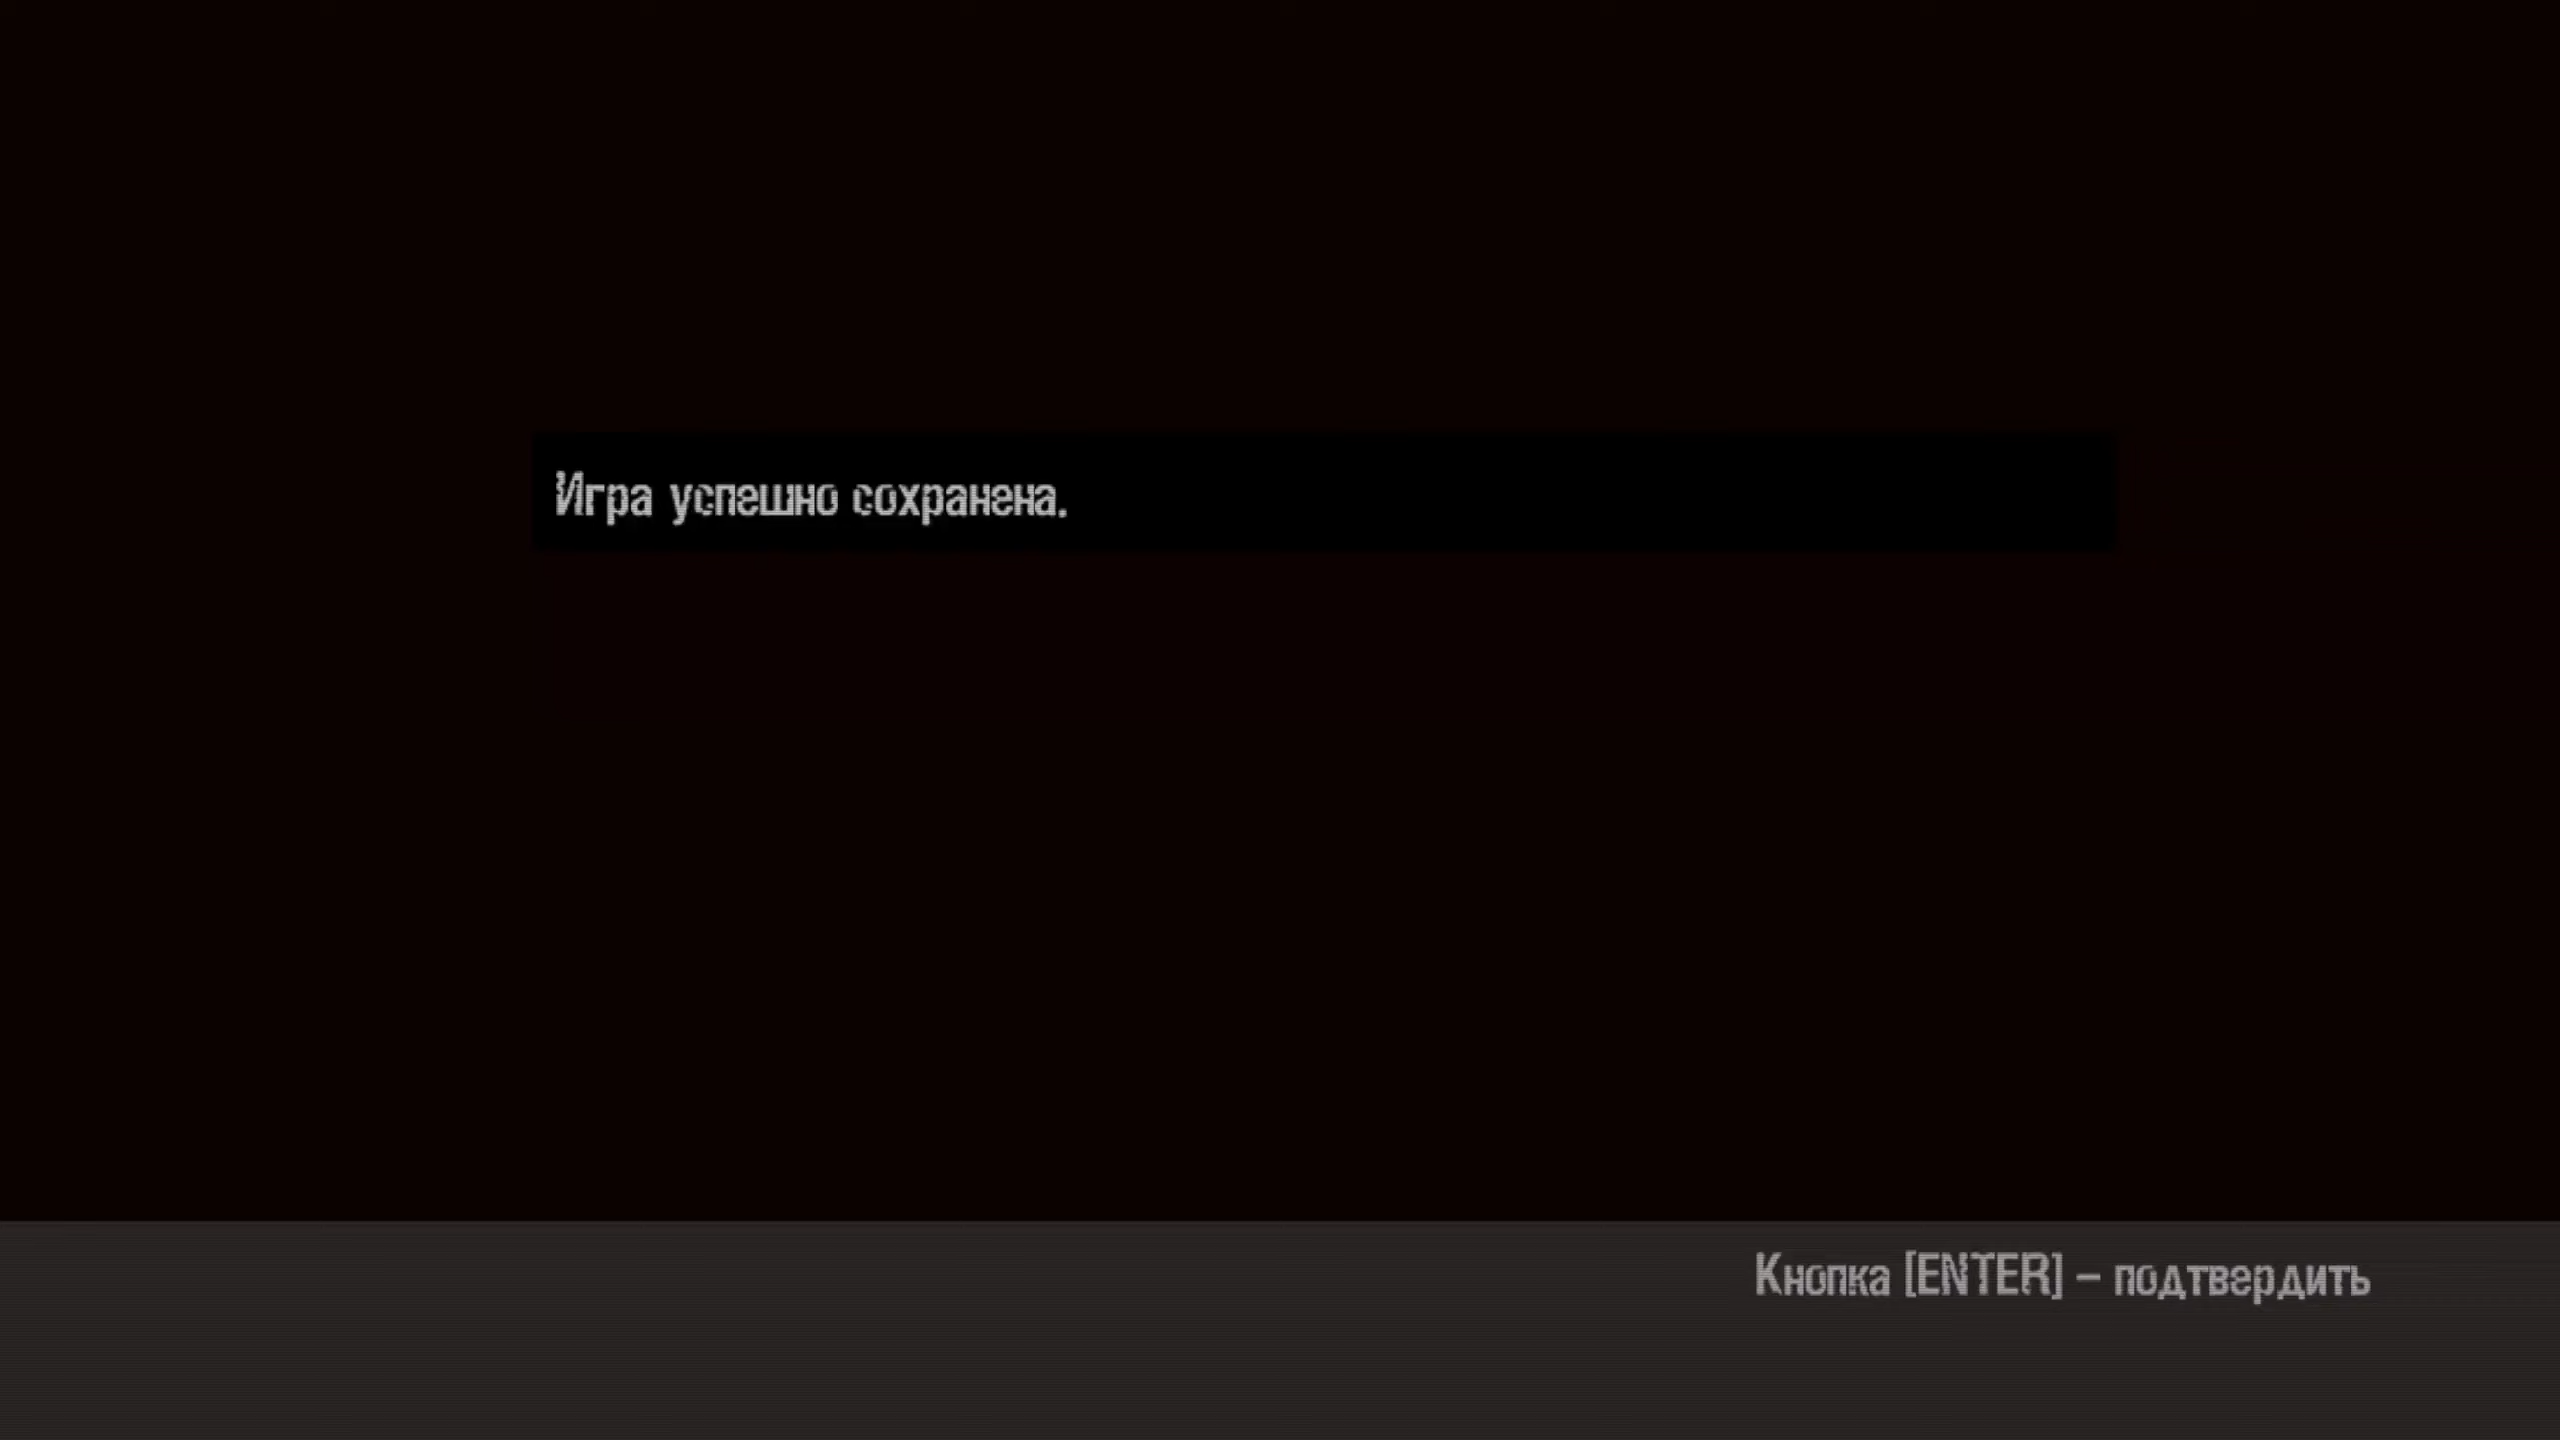 Игра успешно сохранена.
Кнопка [ENTER] – подтвердить